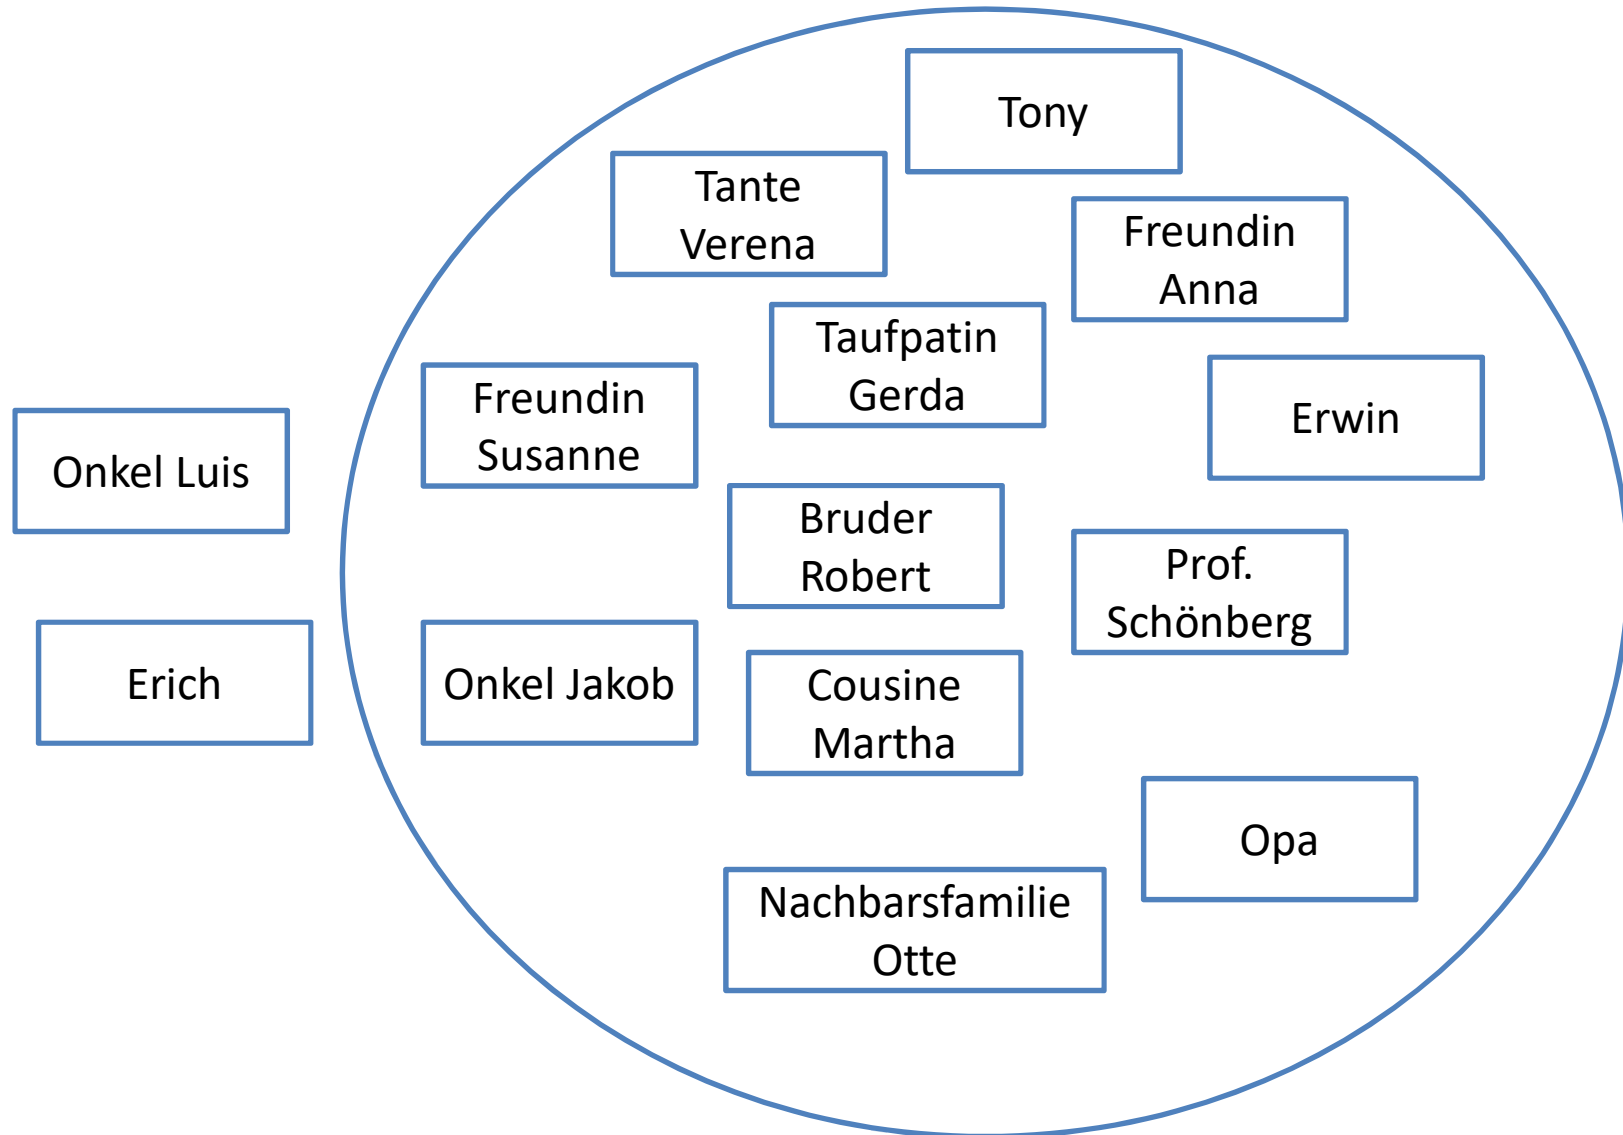 Tony
Tante
Verena
Freundin
Anna
Taufpatin
Gerda
Freundin
Susanne
Erwin
Onkel Luis
Bruder
Robert
Prof.
Schönberg
Erich
Onkel Jakob
Cousine
Martha
Opa
Nachbarsfamilie
Otte